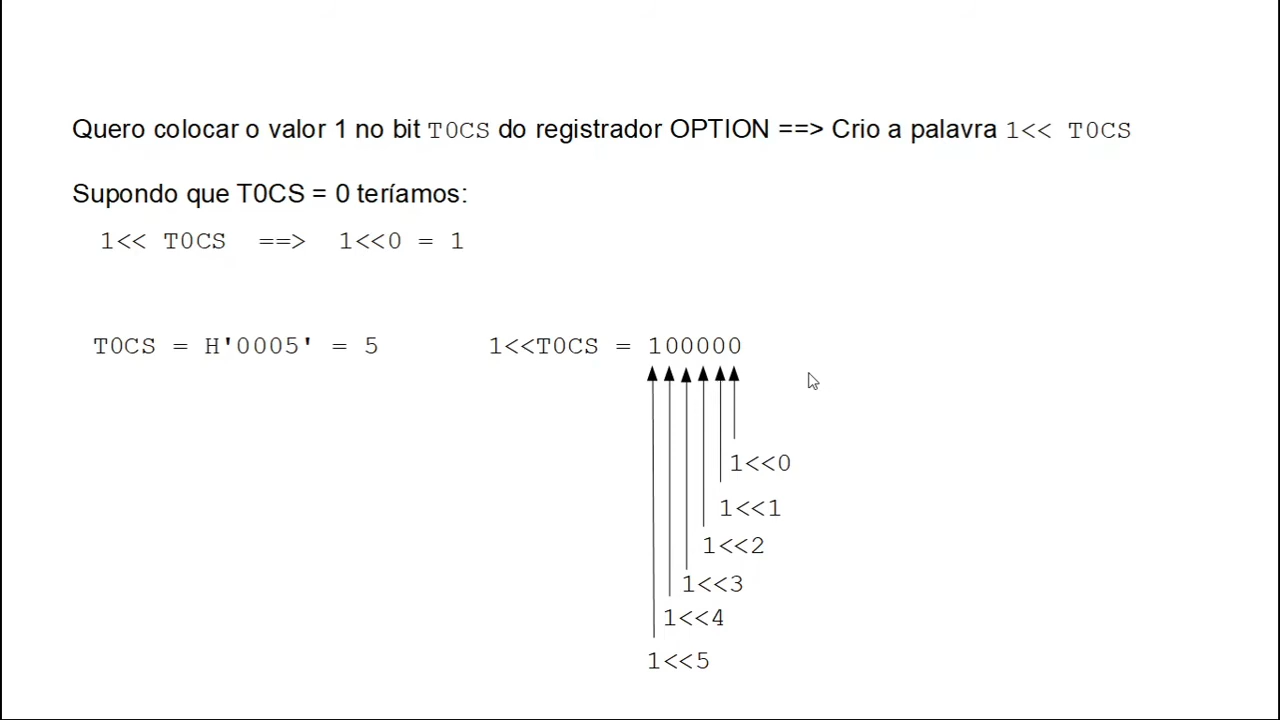 Quero colocar o valor 1 no bit T0CS do registrador OPTION ==> Crio a palavra 1<< T0CS
Supondo que T0CS = 0 teríamos:
1<< T0CS ==> 1<<0 = 1
T0CS = H'0005' = 5 1<<T0CS = 100000
1<<0
1<<1
1<<2
1<<3
1<<4
1<<5